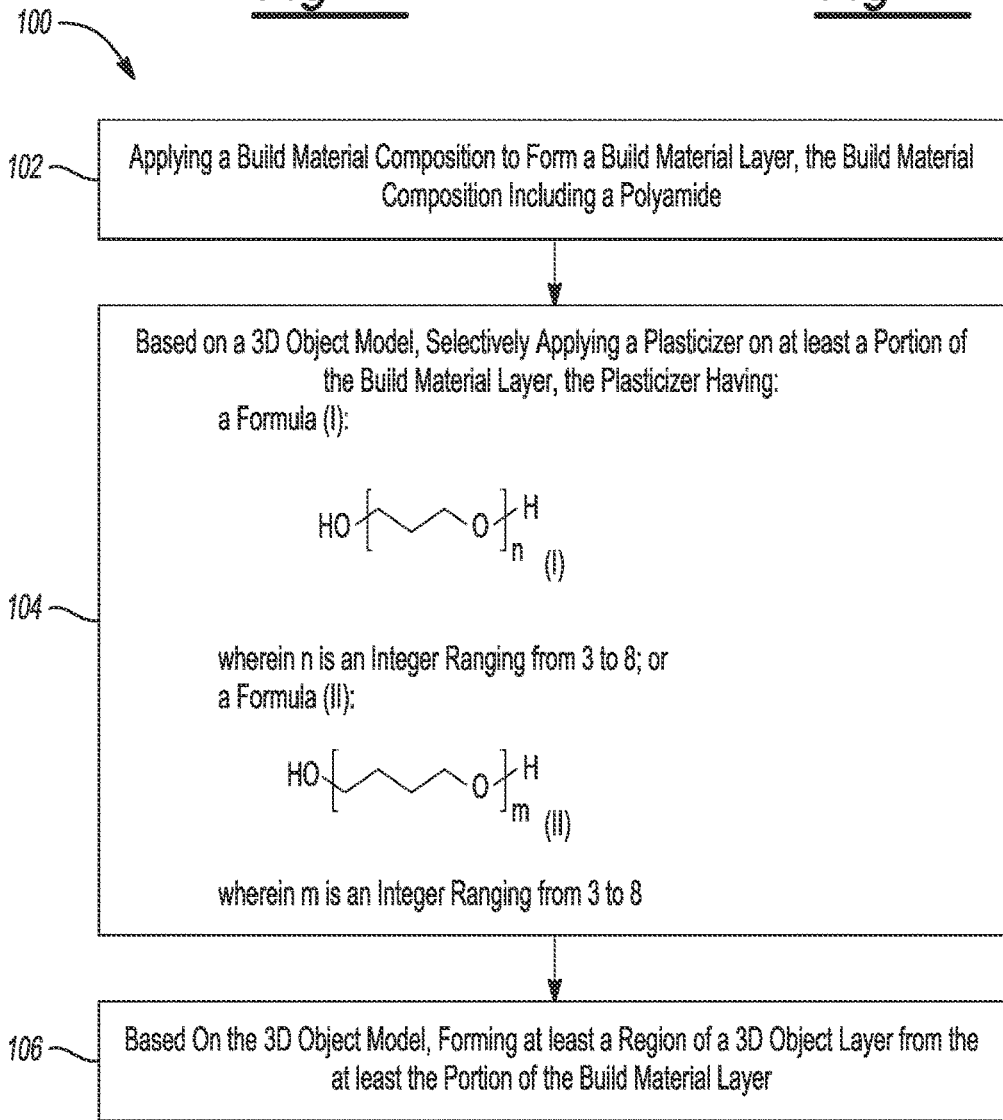 100
102
Applying a Build Material Composition to Form a Build Material Layer, the Build Material
Composition Including a Polyamide
Based on a 3D Object Model, Selectively Applying a Plasticizer on at least a Portion of
the Build Material Layer, the Plasticizer Having:
a Formula (I):
HO
O
H
n
(I)
104
wherein n is an Integer Ranging from 3 to 8; or
a Formula (II):
HO
O
H
m
(II)
wherein m is an Integer Ranging from 3 to 8
106
Based On the 3D Object Model, Forming at least a Region of a 3D Object Layer from the
at least the Portion of the Build Material Layer